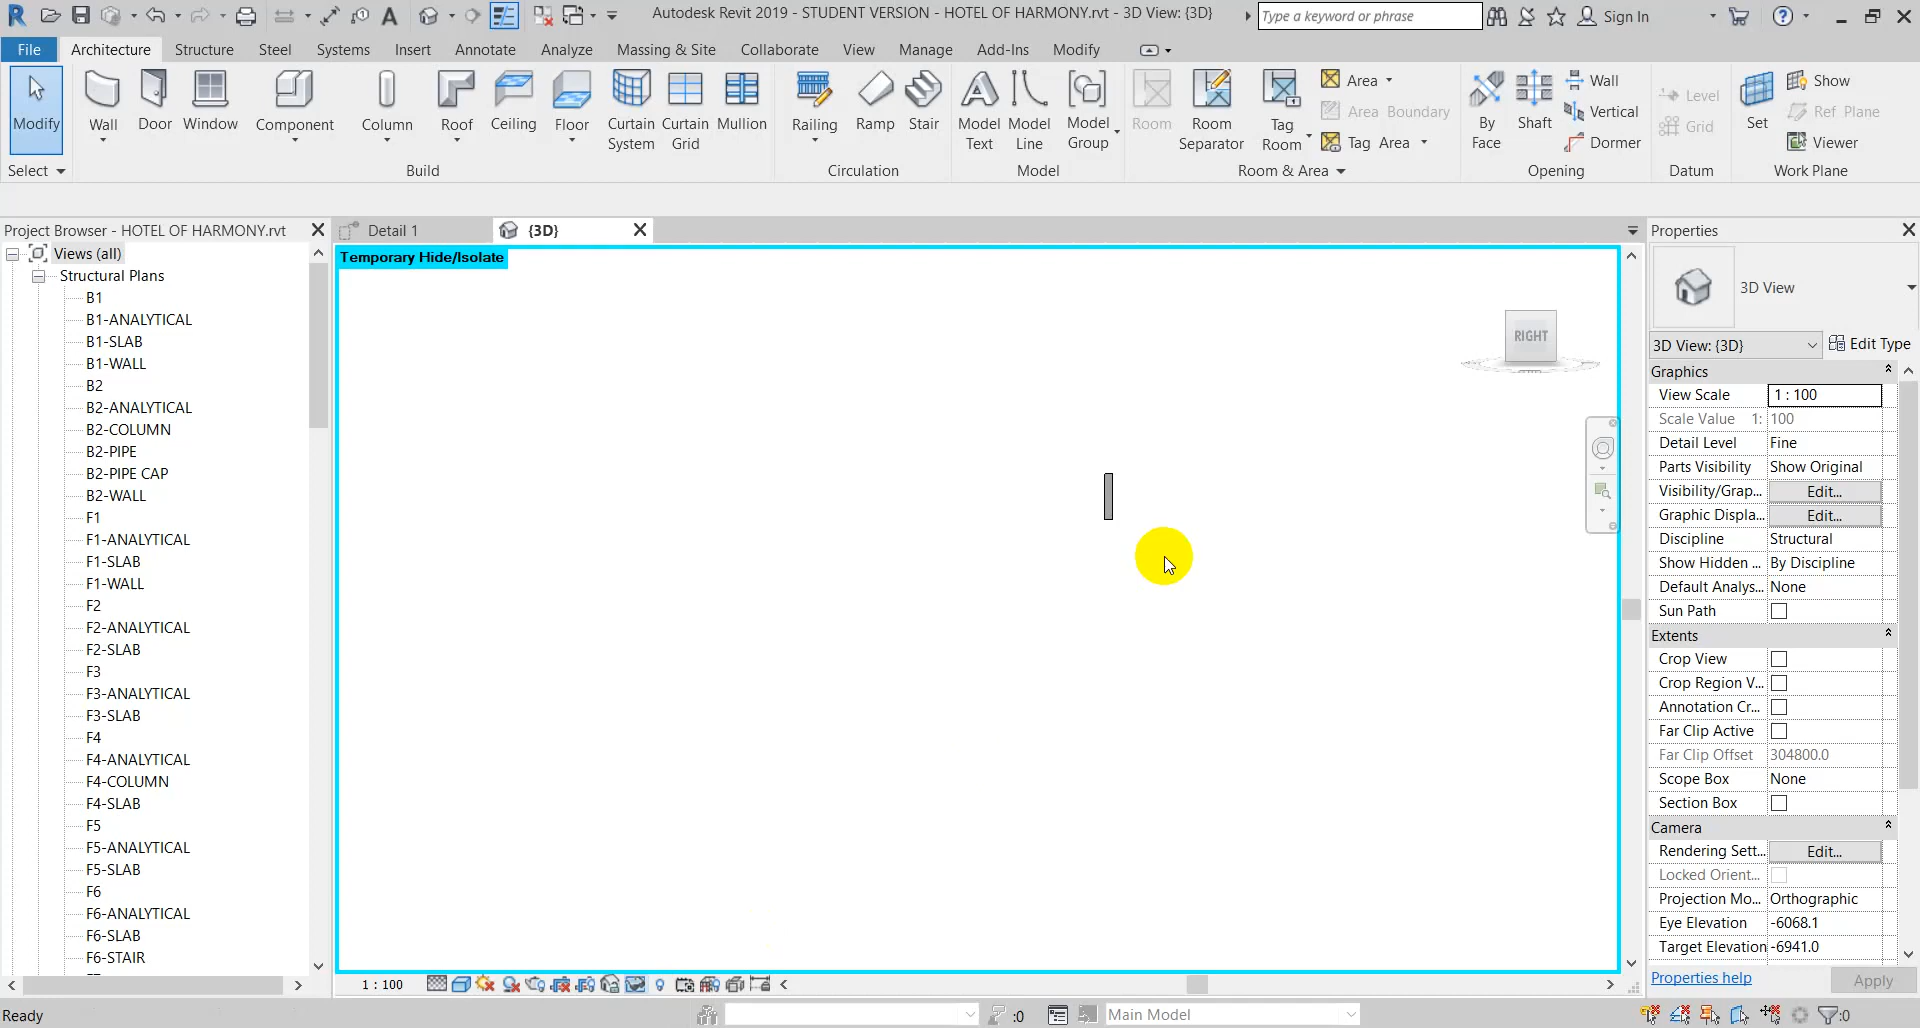 Autodesk Revit 2019 - STUDENT VERSION - HOTEL OF HARMONY.rvt - 3D View: {3D}
Type a keyword or phrase
Sign In
File Architecture Structure Steel Systems Insert Annotate Analyze Massing & Site Collaborate View Manage Add-Ins Modify
Modify
Wall
Door
Window
Component
Column
Roof
Ceiling
Floor
Curtain System
Curtain Grid
Mullion
Railing
Ramp
Stair
Model Text
Model Line
Model Group
Room
Room Separator
Tag Room
Area
Area Boundary
Tag Area
By Face
Shaft
Wall
Vertical
Dormer
Level
Grid
Set
Show
Ref Plane
Viewer
Select Build Circulation Model Room & Area Opening Datum Work Plane
Project Browser - HOTEL OF HARMONY.rvt
Views (all)
Structural Plans
B1
B1-ANALYTICAL
B1-SLAB
B1-WALL
B2
B2-ANALYTICAL
B2-COLUMN
B2-PIPE
B2-PIPE CAP
B2-WALL
F1
F1-ANALYTICAL
F1-SLAB
F1-WALL
F2
F2-ANALYTICAL
F2-SLAB
F3
F3-ANALYTICAL
F3-SLAB
F4
F4-ANALYTICAL
F4-COLUMN
F4-SLAB
F5
F5-ANALYTICAL
F5-SLAB
F6
F6-ANALYTICAL
F6-SLAB
F6-STAIR
Detail 1
{3D}
Temporary Hide/Isolate
RIGHT
Properties
3D View
3D View: {3D} Edit Type
Graphics
View Scale 1 : 100
Scale Value 1: 100
Detail Level Fine
Parts Visibility Show Original
Visibility/Grap... Edit...
Graphic Displa... Edit...
Discipline Structural
Show Hidden ... By Discipline
Default Analys... None
Sun Path
Extents
Crop View
Crop Region V...
Annotation Cr...
Far Clip Active
Far Clip Offset 304800.0
Scope Box None
Section Box
Camera
Rendering Sett... Edit...
Locked Orient...
Projection Mo... Orthographic
Eye Elevation -6068.1
Target Elevation -6941.0
Properties help Apply
1 : 100
Ready
:0
Main Model
:0